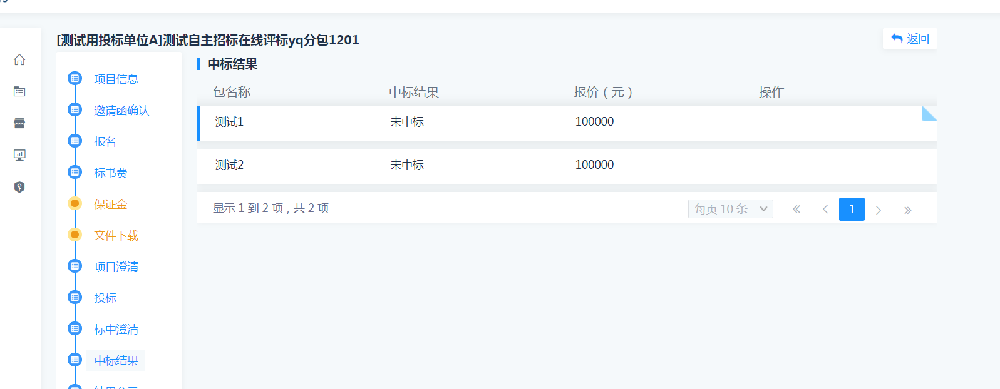 [测试用投标单位A]测试自主招标在线评标yq分包1201
返回
项目信息
邀请函确认
报名
标书费
保证金
文件下载
项目澄清
投标
标中澄清
中标结果
中标结果
包名称 中标结果 报价（元） 操作
测试1 未中标 100000
测试2 未中标 100000
显示 1 到 2 项，共 2 项
每页 10 条
« ‹ 1 › »